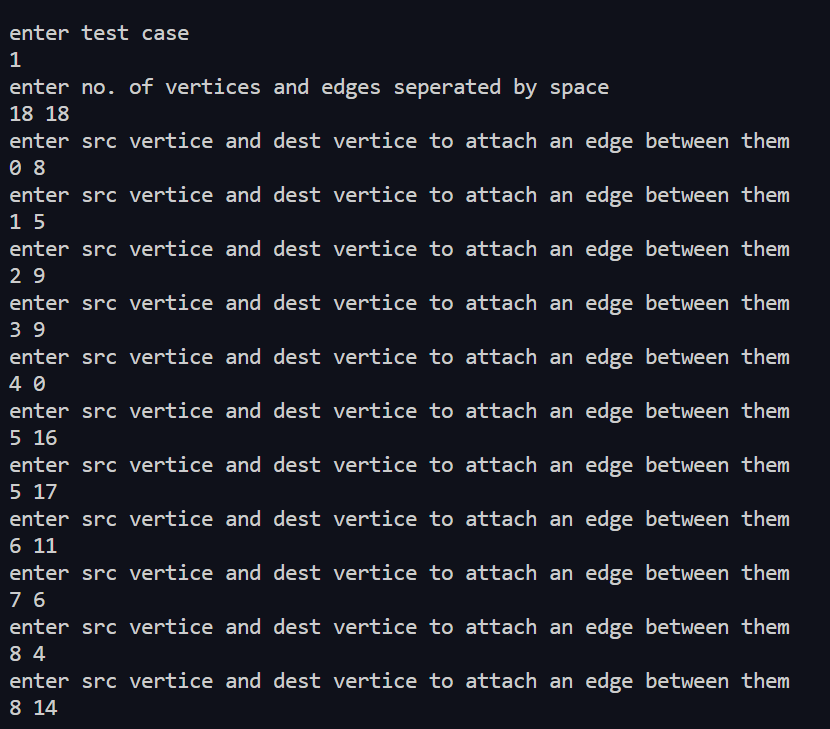 enter test case
1
enter no. of vertices and edges seperated by space
18 18
enter src vertice and dest vertice to attach an edge between them
0 8
enter src vertice and dest vertice to attach an edge between them
1 5
enter src vertice and dest vertice to attach an edge between them
2 9
enter src vertice and dest vertice to attach an edge between them
3 9
enter src vertice and dest vertice to attach an edge between them
4 0
enter src vertice and dest vertice to attach an edge between them
5 16
enter src vertice and dest vertice to attach an edge between them
5 17
enter src vertice and dest vertice to attach an edge between them
6 11
enter src vertice and dest vertice to attach an edge between them
7 6
enter src vertice and dest vertice to attach an edge between them
8 4
enter src vertice and dest vertice to attach an edge between them
8 14